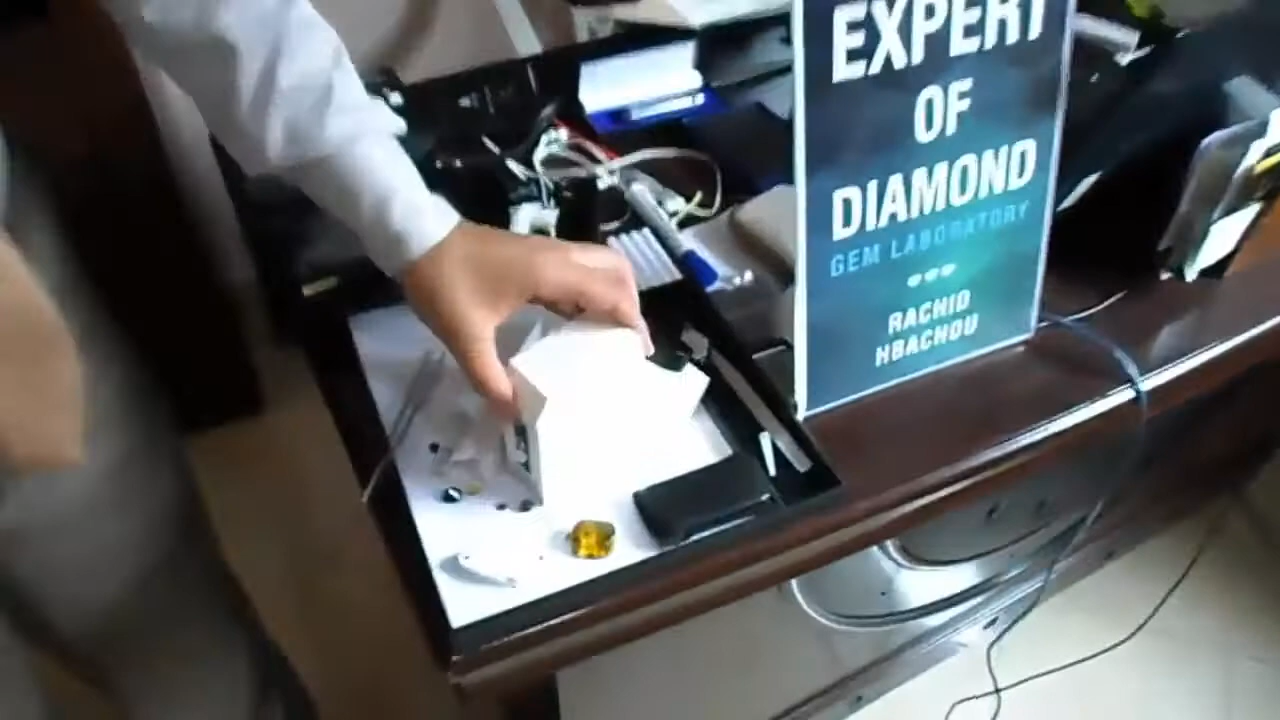 EXPERT
OF
DIAMOND
GEM LABORATORY
RACHID
HBACHOU